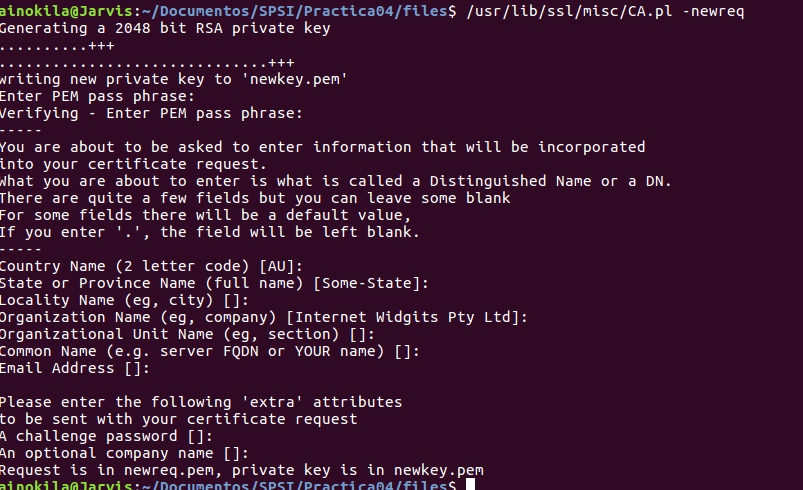 ainokila@Jarvis:~/Documentos/SPSI/Practica04/files$ /usr/lib/ssl/misc/CA.pl -newreq
Generating a 2048 bit RSA private key
..........+++
.............................+++
writing new private key to 'newkey.pem'
Enter PEM pass phrase:
Verifying - Enter PEM pass phrase:
-----
You are about to be asked to enter information that will be incorporated
into your certificate request.
What you are about to enter is what is called a Distinguished Name or a DN.
There are quite a few fields but you can leave some blank
For some fields there will be a default value,
If you enter '.', the field will be left blank.
-----
Country Name (2 letter code) [AU]:
State or Province Name (full name) [Some-State]:
Locality Name (eg, city) []:
Organization Name (eg, company) [Internet Widgits Pty Ltd]:
Organizational Unit Name (eg, section) []:
Common Name (e.g. server FQDN or YOUR name) []:
Email Address []:

Please enter the following 'extra' attributes
to be sent with your certificate request
A challenge password []:
An optional company name []:
Request is in newreq.pem, private key is in newkey.pem
ainokila@Jarvis:~/Documentos/SPSI/Practica04/files$